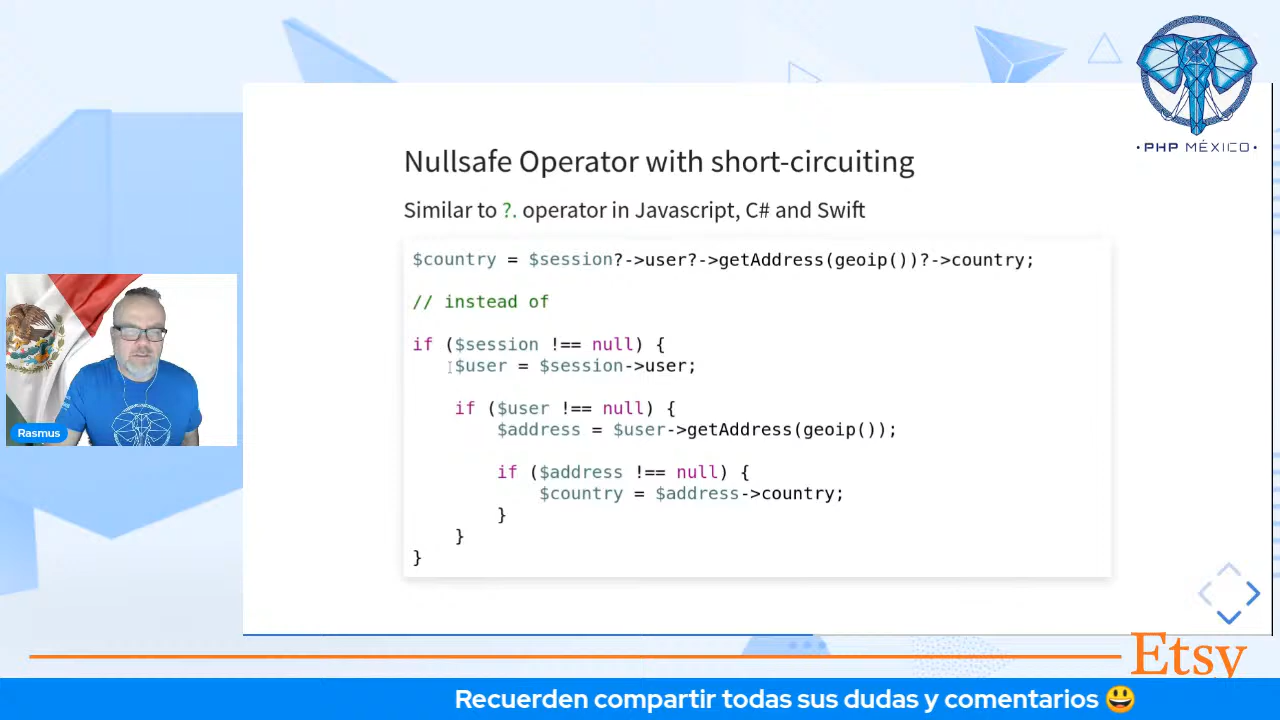 · PHP MÉXICO ·
Nullsafe Operator with short-circuiting
Similar to ?. operator in Javascript, C# and Swift
$country = $session?->user?->getAddress(geoip())?->country;
// instead of
if ($session !== null) {
    $user = $session->user;
    if ($user !== null) {
        $address = $user->getAddress(geoip());
        if ($address !== null) {
            $country = $address->country;
        }
    }
}
Rasmus
Etsy
Recuerden compartir todas sus dudas y comentarios 😃